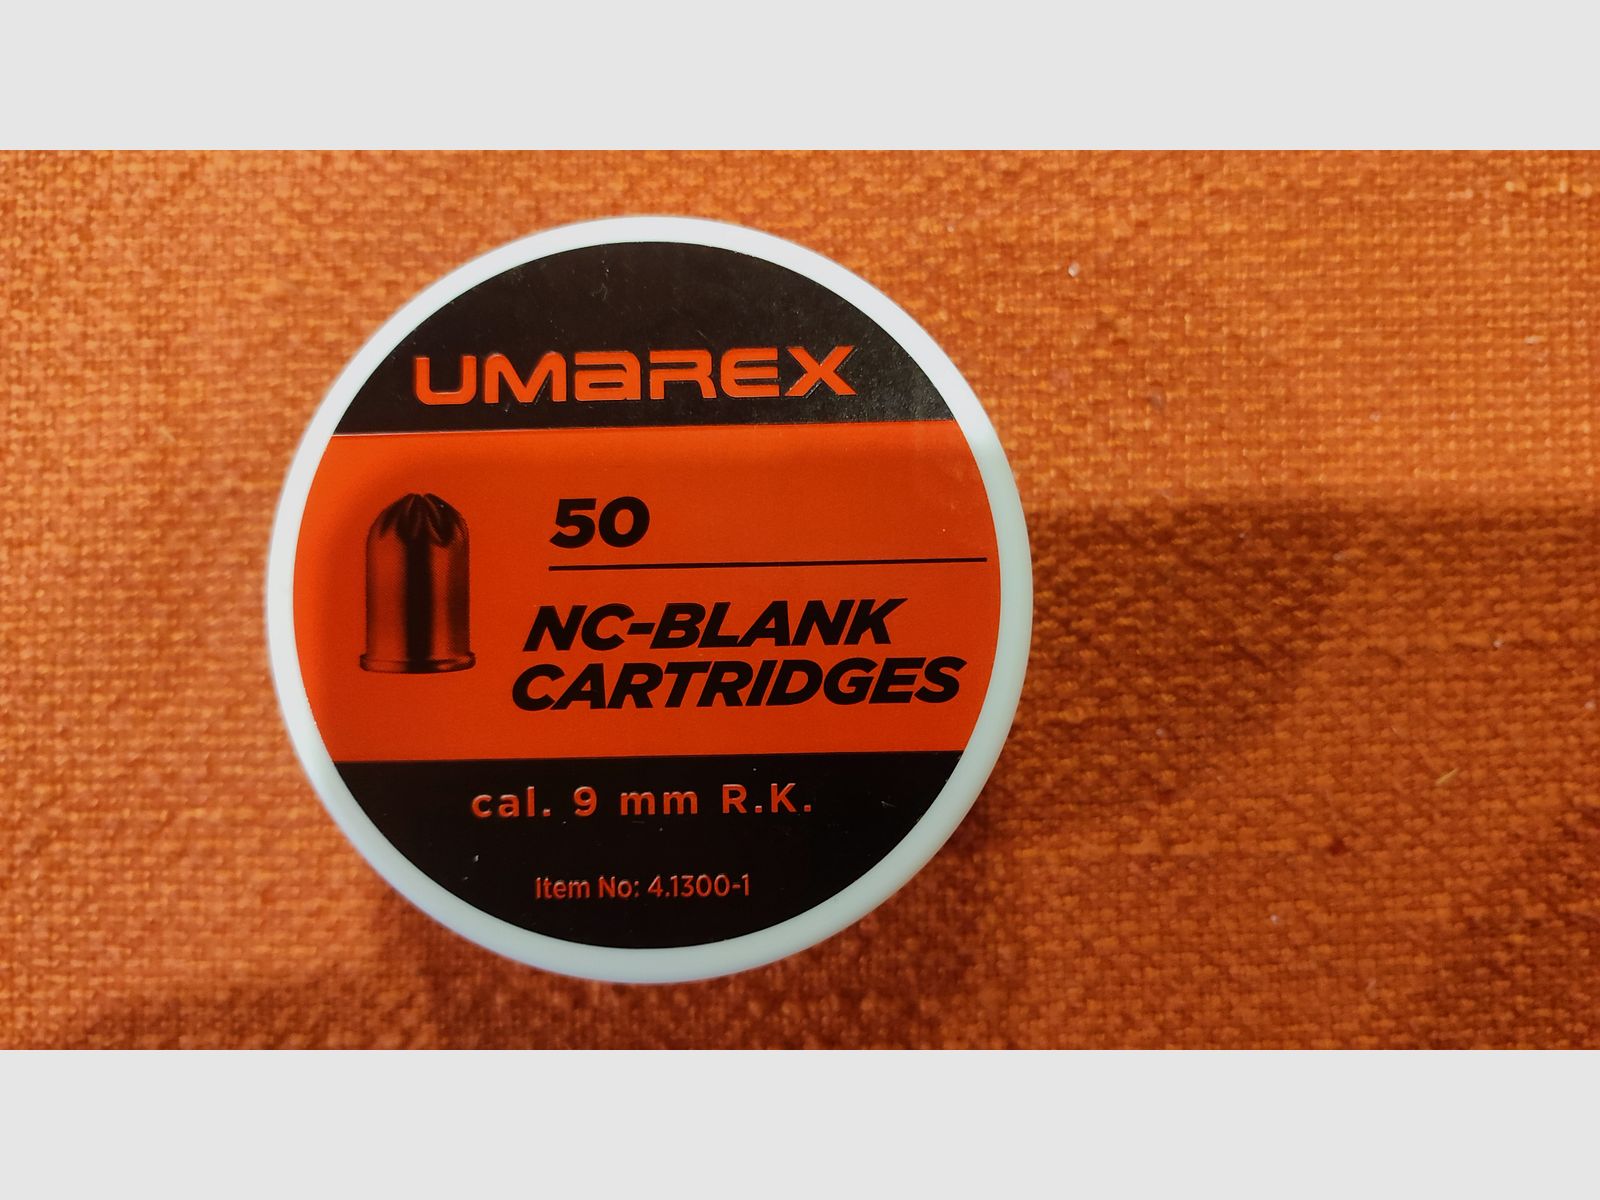 UMAREX
50
NC-BLANK
CARTRIDGES
cal. 9 mm R.K.
Item No: 4.1300-1